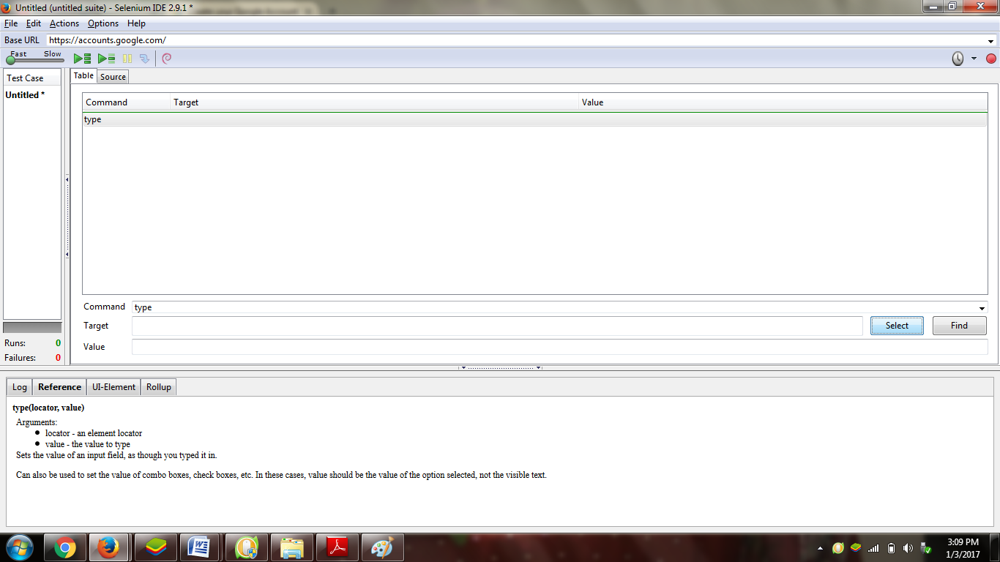 Untitled (untitled suite) - Selenium IDE 2.9.1 *
File Edit Actions Options Help
Base URL https://accounts.google.com/
Fast Slow
Test Case
Untitled *
Runs: 0
Failures: 0
Table Source
Command Target Value
type
Command type
Target Select Find
Value
Log Reference UI-Element Rollup
type(locator, value)
Arguments:
locator - an element locator
value - the value to type
Sets the value of an input field, as though you typed it in.
Can also be used to set the value of combo boxes, check boxes, etc. In these cases, value should be the value of the option selected, not the visible text.
3:09 PM
1/3/2017